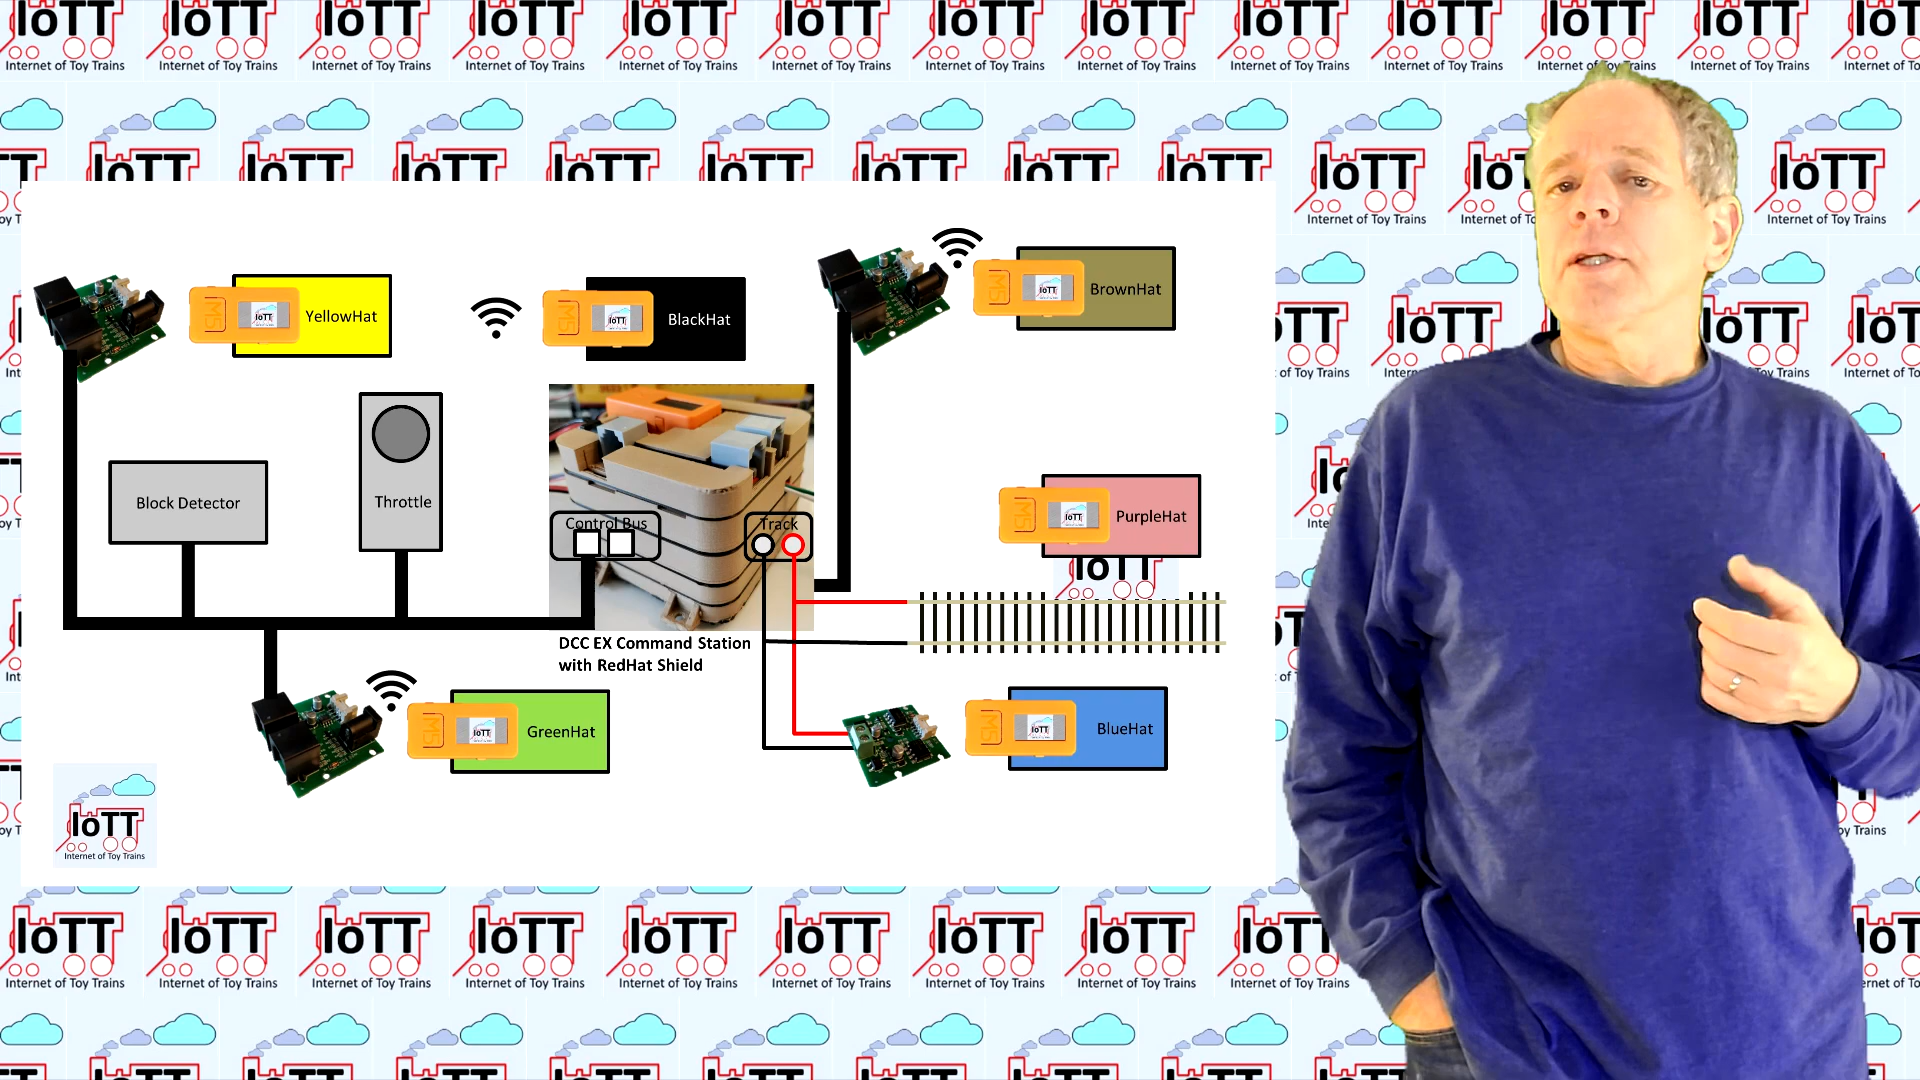 IoTT
Internet of Toy Trains
YellowHat
BlackHat
BrownHat
Block Detector
Throttle
Control Bus
Track
PurpleHat
DCC EX Command Station
with RedHat Shield
GreenHat
BlueHat
IoTT
Internet of Toy Trains